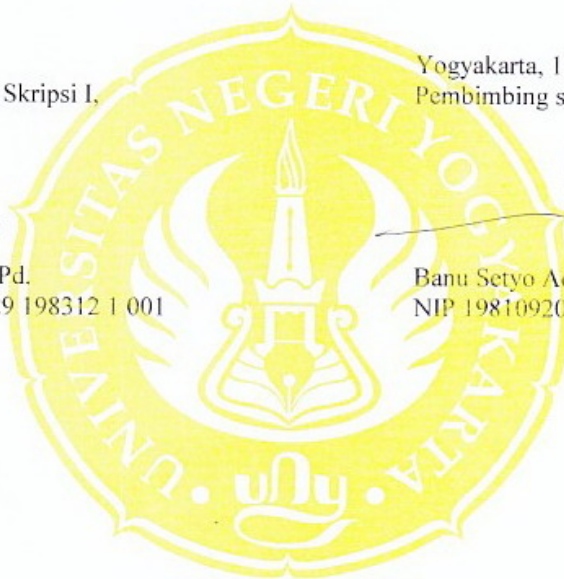 Yogyakarta, 1
Skripsi I,
Pembimbing s
Pd.
Banu Setyo
9 198312 1 001
NIP 19810920
UNIVERSITAS NEGERI YOGYAKARTA
uny